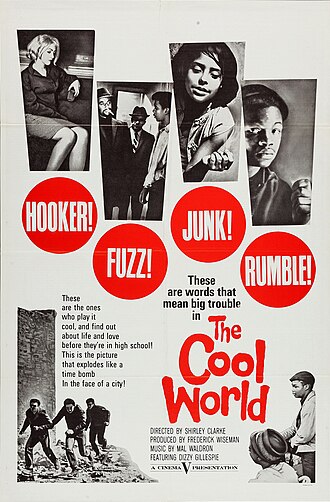 HOOKER!
FUZZ!
JUNK!
RUMBLE!
These
are words that
mean big trouble
in
The
Cool
World
These
are the ones
who play it
cool, and find out
about life and love
before they're in high school!
This is the picture
that explodes like a
time bomb
In the face of a city!
DIRECTED BY SHIRLEY CLARKE
PRODUCED BY FREDERICK WISEMAN
MUSIC BY MAL WALDRON
FEATURING DIZZY GILLESPIE
A CINEMA V PRESENTATION